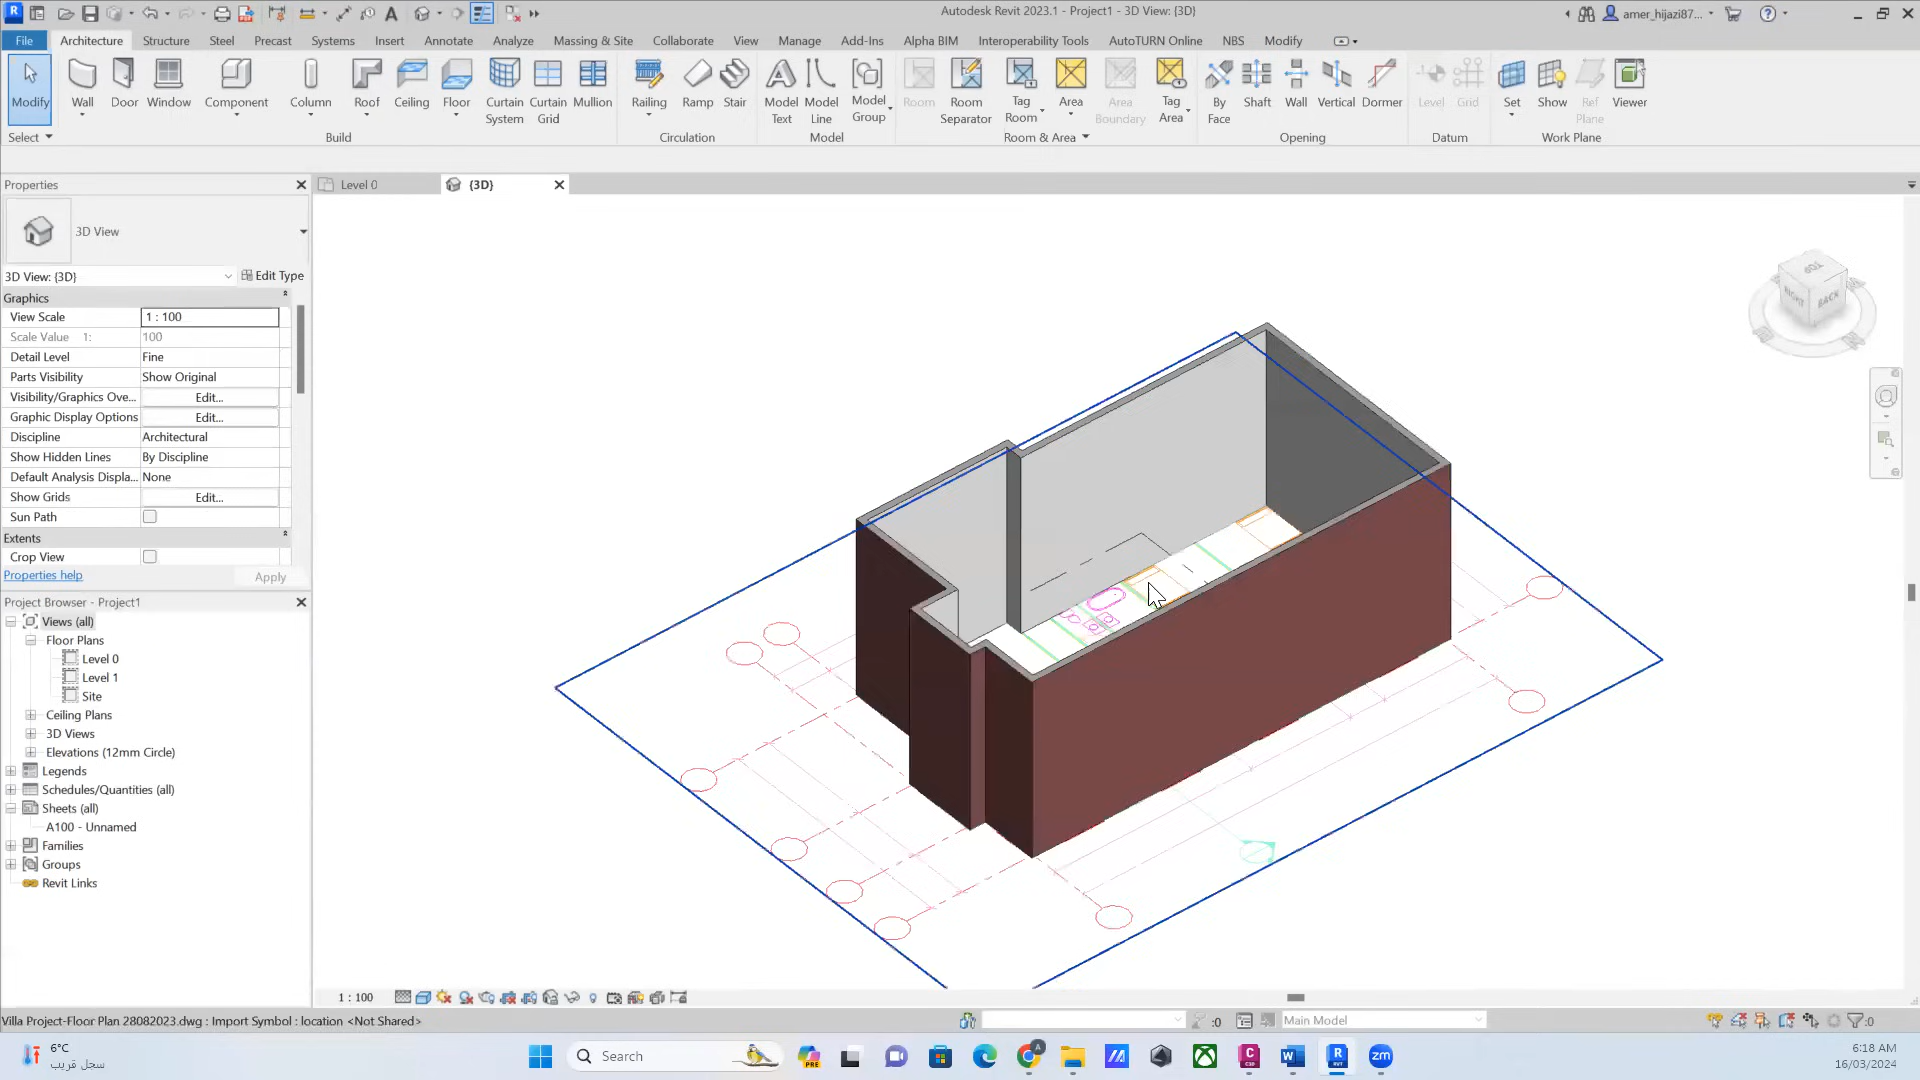 Autodesk Revit 2023.1 - Project1 - 3D View: {3D}
amer_hijazi87...
File
Architecture
Structure
Steel
Precast
Systems
Insert
Annotate
Analyze
Massing & Site
Collaborate
View
Manage
Add-Ins
Alpha BIM
Interoperability Tools
AutoTURN Online
NBS
Modify
Modify
Wall
Door
Window
Component
Column
Roof
Ceiling
Floor
Curtain System
Curtain Grid
Mullion
Railing
Ramp
Stair
Model Text
Model Line
Model Group
Room
Room Separator
Tag Room
Area
Area Boundary
Tag Area
By Face
Shaft
Wall
Vertical
Dormer
Level
Grid
Set
Show
Ref Plane
Viewer
Select
Build
Circulation
Model
Room & Area
Opening
Datum
Work Plane
Properties
Level 0
{3D}
3D View
3D View: {3D}
Edit Type
Graphics
View Scale
1 : 100
Scale Value 1:
100
Detail Level
Fine
Parts Visibility
Show Original
Visibility/Graphics Ove...
Edit...
Graphic Display Options
Edit...
Discipline
Architectural
Show Hidden Lines
By Discipline
Default Analysis Displa...
None
Show Grids
Edit...
Sun Path
Extents
Crop View
Properties help
Apply
Project Browser - Project1
Views (all)
Floor Plans
Level 0
Level 1
Site
Ceiling Plans
3D Views
Elevations (12mm Circle)
Legends
Schedules/Quantities (all)
Sheets (all)
A100 - Unnamed
Families
Groups
Revit Links
TOP
RIGHT
BACK
1 : 100
Villa Project-Floor Plan 28082023.dwg : Import Symbol : location <Not Shared>
:0
Main Model
:0
6°C
سجل قريب
Search
PRE
zm
6:18 AM
16/03/2024